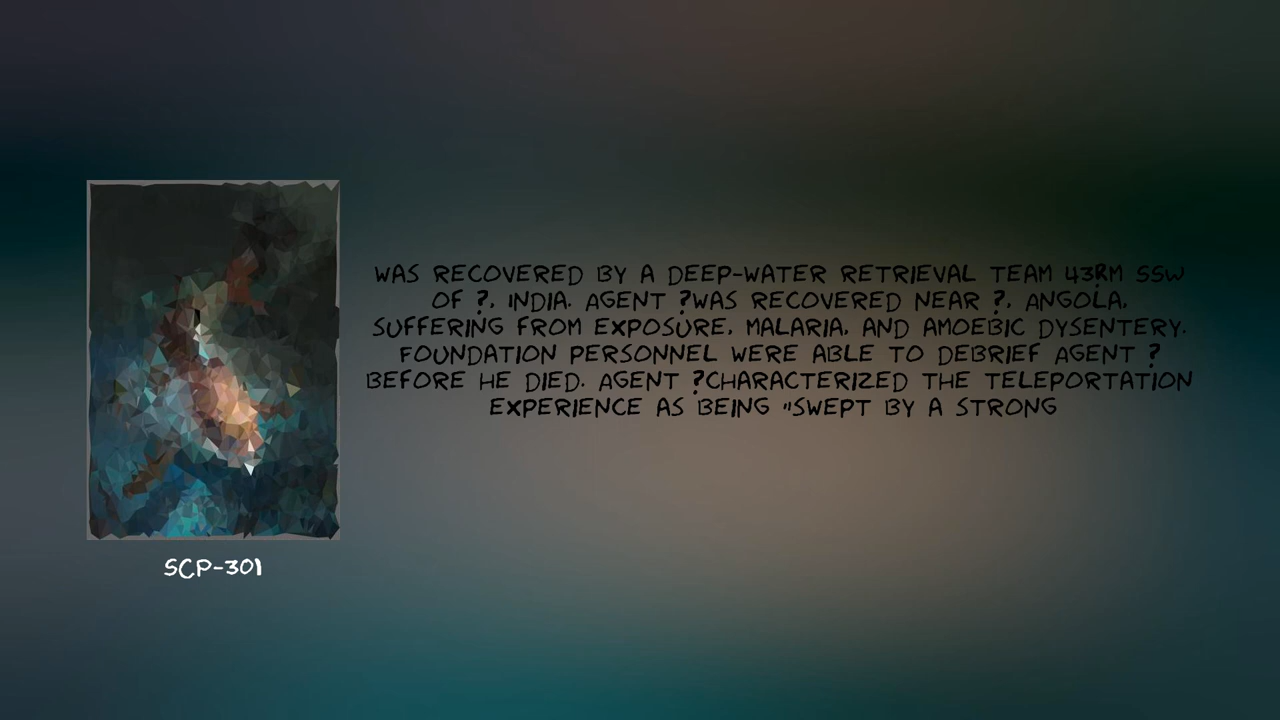 WAS RECOVERED BY A DEEP-WATER RETRIEVAL TEAM 43KM SSW
OF ?, INDIA. AGENT ?WAS RECOVERED NEAR ?, ANGOLA,
SUFFERING FROM EXPOSURE, MALARIA, AND AMOEBIC DYSENTERY.
FOUNDATION PERSONNEL WERE ABLE TO DEBRIEF AGENT ?
BEFORE HE DIED. AGENT ?CHARACTERIZED THE TELEPORTATION
EXPERIENCE AS BEING "SWEPT BY A STRONG
SCP-301